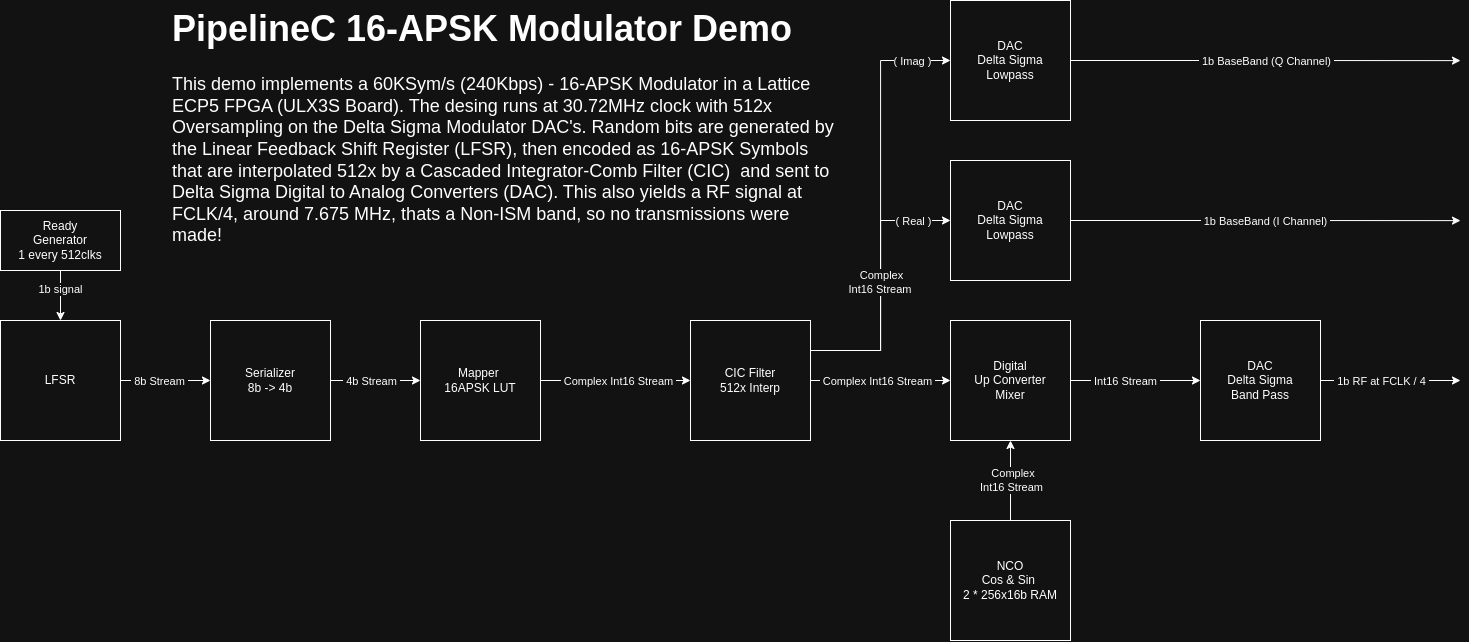 PipelineC 16-APSK Modulator Demo
This demo implements a 60KSym/s (240Kbps) - 16-APSK Modulator in a Lattice
ECP5 FPGA (ULX3S Board). The desing runs at 30.72MHz clock with 512x
Oversampling on the Delta Sigma Modulator DAC's. Random bits are generated by
the Linear Feedback Shift Register (LFSR), then encoded as 16-APSK Symbols
that are interpolated 512x by a Cascaded Integrator-Comb Filter (CIC)  and sent to
Delta Sigma Digital to Analog Converters (DAC). This also yields a RF signal at
FCLK/4, around 7.675 MHz, thats a Non-ISM band, so no transmissions were
made!
Ready
Generator
1 every 512clks
1b signal
LFSR
8b Stream
Serializer
8b -> 4b
4b Stream
Mapper
16APSK LUT
Complex Int16 Stream
CIC Filter
512x Interp
Complex
Int16 Stream
( Imag )
DAC
Delta Sigma
Lowpass
1b BaseBand (Q Channel)
( Real )
DAC
Delta Sigma
Lowpass
1b BaseBand (I Channel)
Complex Int16 Stream
Digital
Up Converter
Mixer
Int16 Stream
DAC
Delta Sigma
Band Pass
1b RF at FCLK / 4
Complex
Int16 Stream
NCO
Cos & Sin
2 * 256x16b RAM